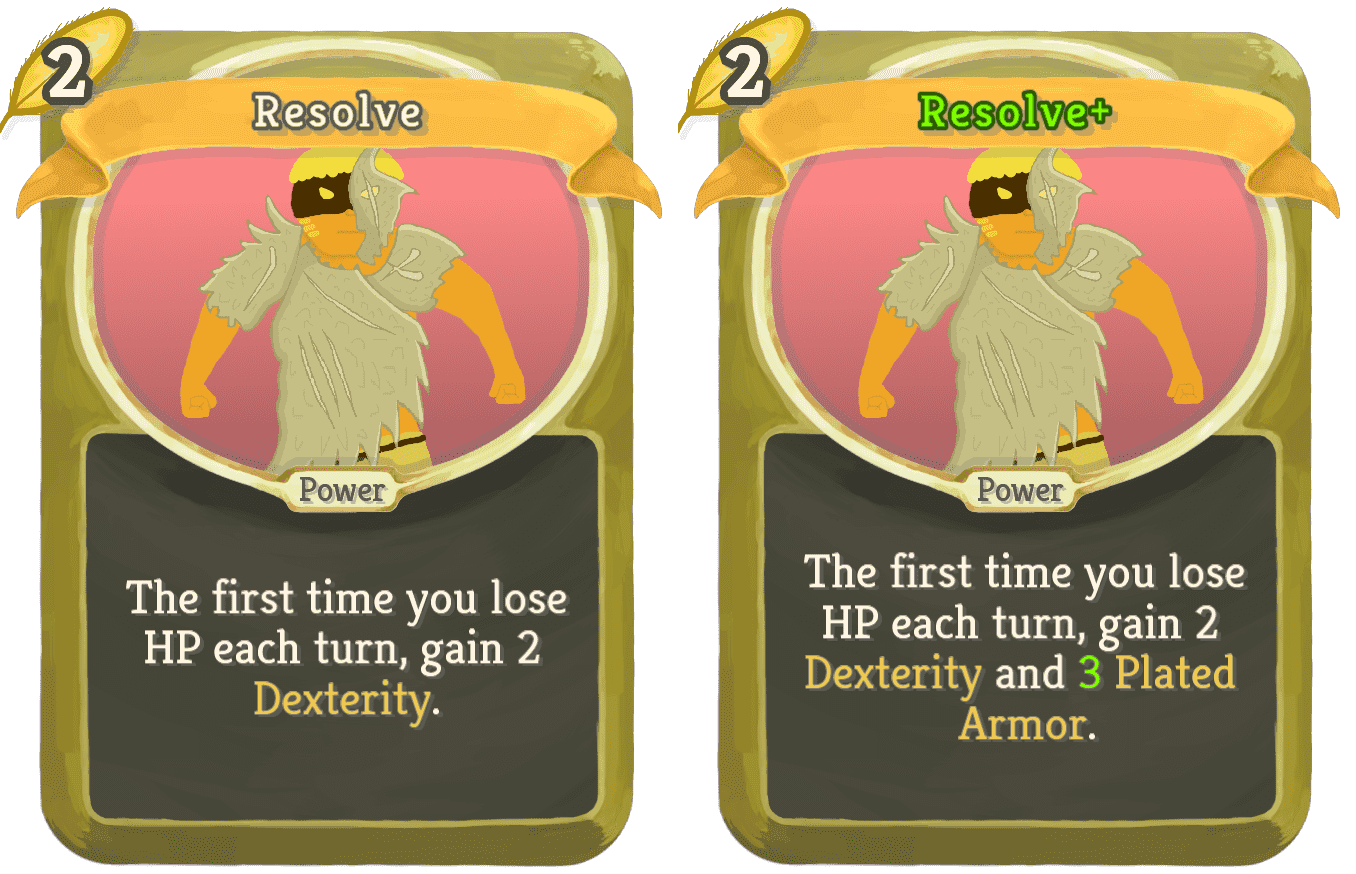 2
Resolve
Power
The first time you lose
HP each turn, gain 2
Dexterity.
2
Resolve+
Power
The first time you lose
HP each turn, gain 2
Dexterity and 3 Plated
Armor.